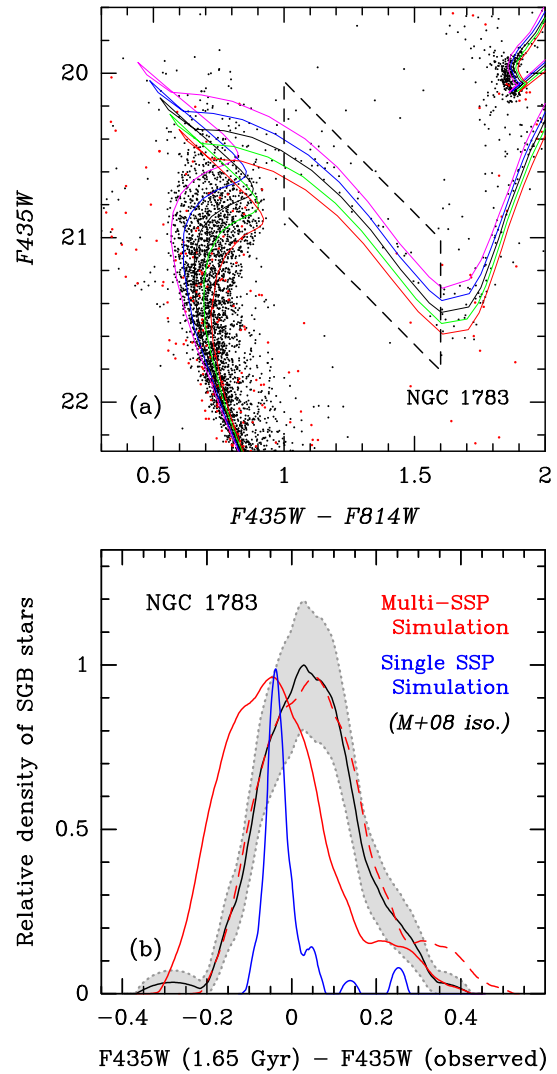 20
21
22
F435W
(a)
NGC 1783
0.5
1
1.5
2
F435W − F814W
NGC 1783
Multi−SSP
Simulation
Single SSP
Simulation
(M+08 iso.)
1
0.5
0
Relative density of SGB stars
(b)
−0.4
−0.2
0
0.2
0.4
F435W (1.65 Gyr) − F435W (observed)